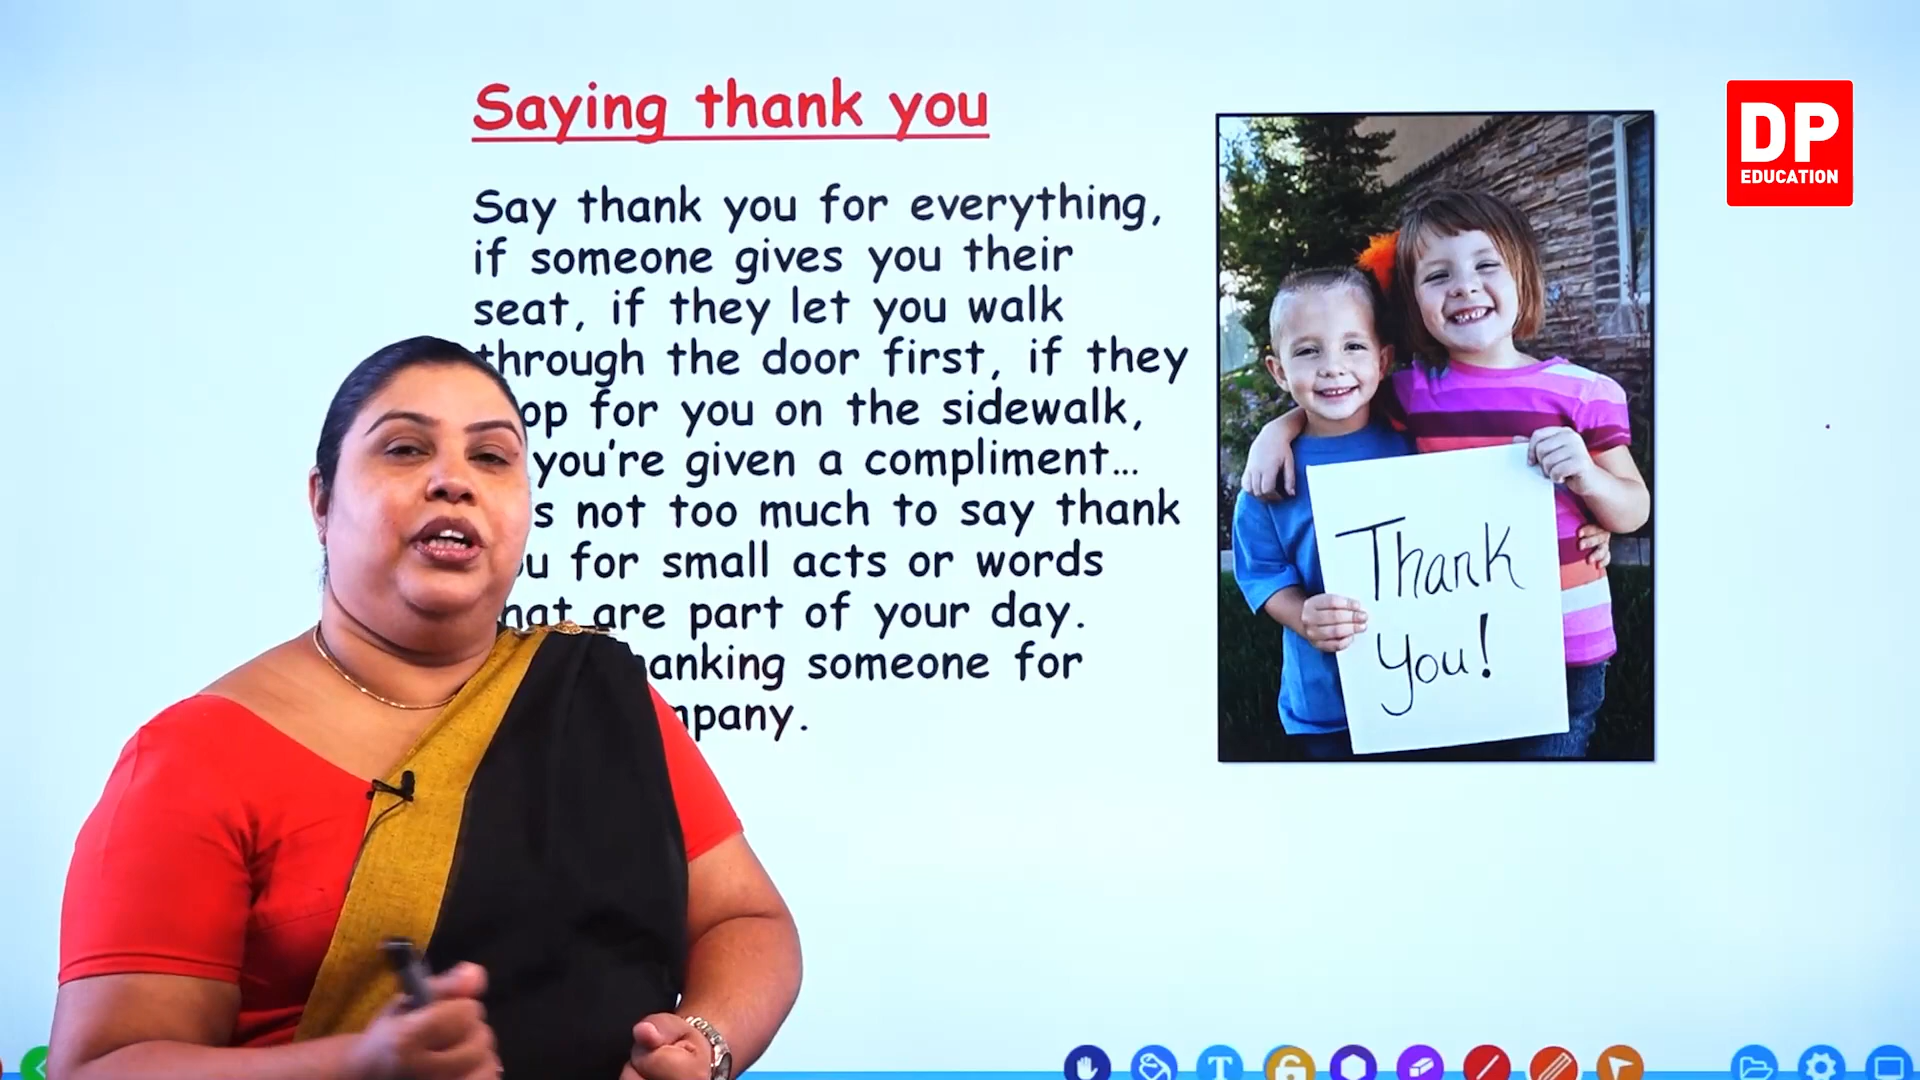 Saying thank you
Say thank you for everything,
if someone gives you their
seat, if they let you walk
through the door first, if they
for you on the sidewalk,
you're given a compliment...
not too much to say thank
for small acts or words
are part of your day.
someone for
DP
EDUCATION
Thank
you!